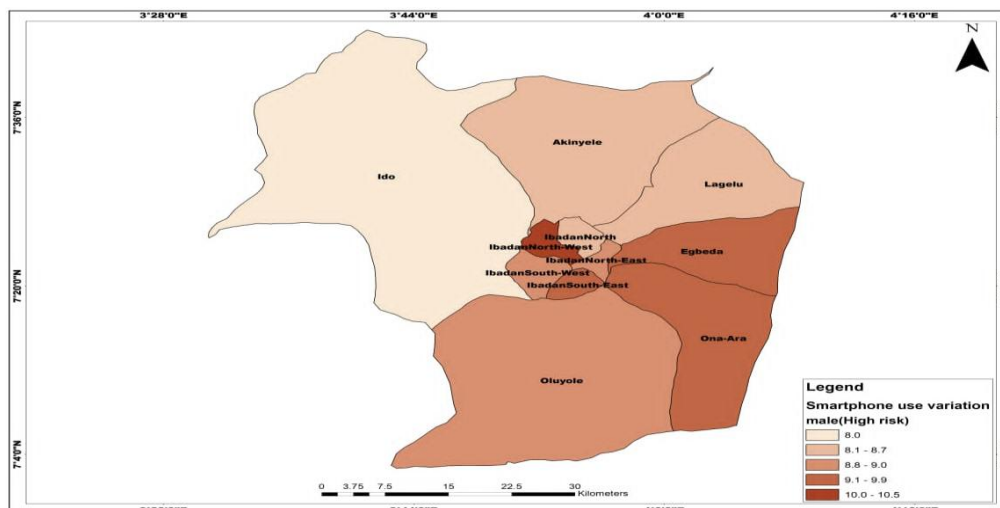 3°28'0"E 3°44'0"E 4°0'0"E 4°16'0"E
N
7°36'0"N
Akinyele
Ido
Lagelu
IbadanNorth
IbadanNorth-West
Egbeda
IbadanNorth-East
IbadanSouth-West
7°20'0"N
IbadanSouth-East
Ona-Ara
Oluyole
Legend
Smartphone use variation
male(High risk)
8.0
8.1 - 8.7
8.8 - 9.0
9.1 - 9.9
10.0 - 10.5
7°4'0"N
0 3.75 7.5 15 22.5 30
Kilometers